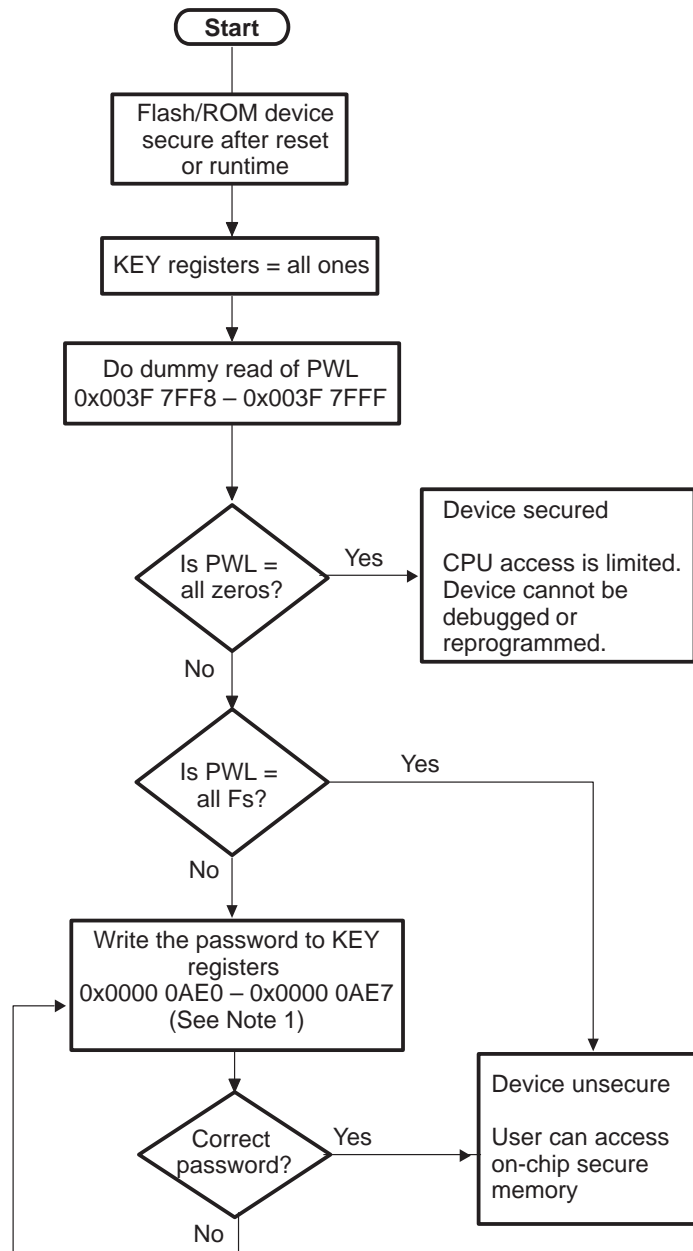 Start
Flash/ROM device
secure after reset
or runtime
KEY registers = all ones
Do dummy read of PWL
0x003F 7FF8 – 0x003F 7FFF
Is PWL =
all zeros?
Yes
Device secured
CPU access is limited.
Device cannot be
debugged or
reprogrammed.
No
Is PWL =
all Fs?
Yes
No
Write the password to KEY
registers
0x0000 0AE0 – 0x0000 0AE7
(See Note 1)
Correct
password?
Yes
Device unsecure
User can access
on-chip secure
memory
No